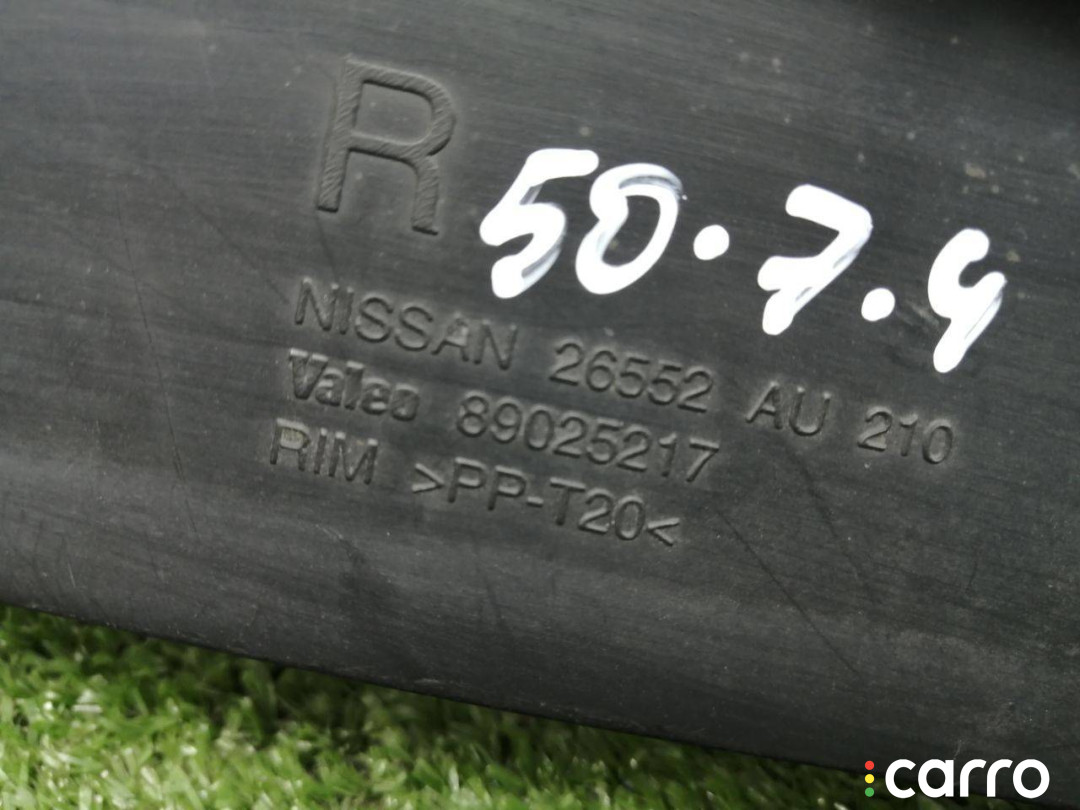 R
50.7.4
NISSAN 26552 AU 210
Valeo 89025217
RIM >PP-T20<
carro